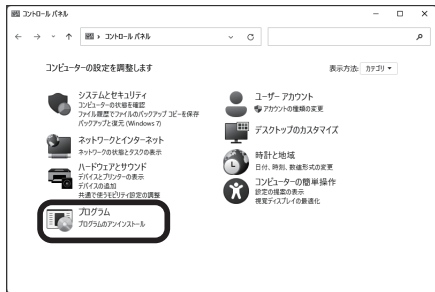 コントロール パネル
コントロール パネル
コンピューターの設定を調整します
表示方法: カテゴリ
システムとセキュリティ
コンピューターの状態を確認
ファイル履歴でファイルのバックアップ コピーを保存
バックアップと復元 (Windows 7)
ネットワークとインターネット
ネットワークの状態とタスクの表示
ハードウェアとサウンド
デバイスとプリンターの表示
デバイスの追加
共通で使うモビリティ設定の調整
プログラム
プログラムのアンインストール
ユーザー アカウント
アカウントの種類の変更
デスクトップのカスタマイズ
時計と地域
日付、時刻、数値形式の変更
コンピューターの簡単操作
設定の提案の表示
視覚ディスプレイの最適化